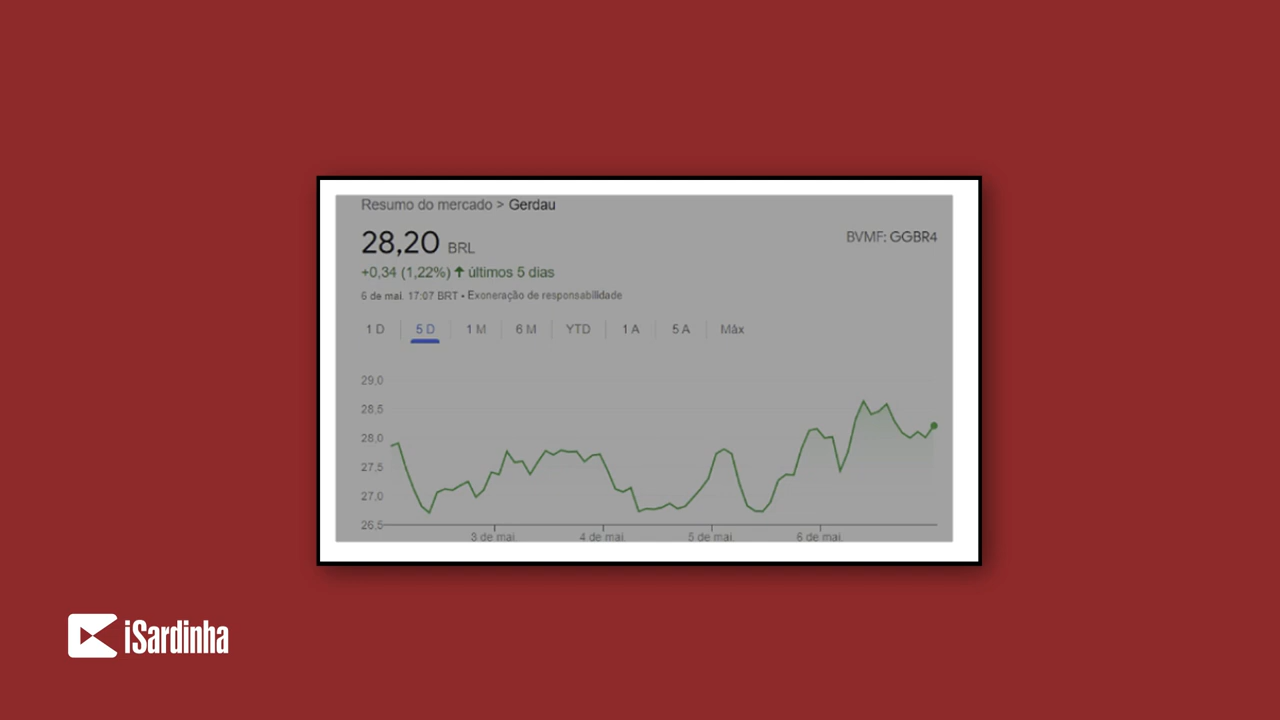 Resumo do mercado > Gerdau
28,20 BRL
BVMF: GGBR4
+0,34 (1,22%) ↑ últimos 5 dias
6 de mai. 17:07 BRT • Exoneração de responsabilidade
1 D 5 D 1 M 6 M YTD 1 A 5 A Máx
29,0
28,5
28,0
27,5
27,0
26,5
3 de mai. 4 de mai. 5 de mai. 6 de mai.
iSardinha